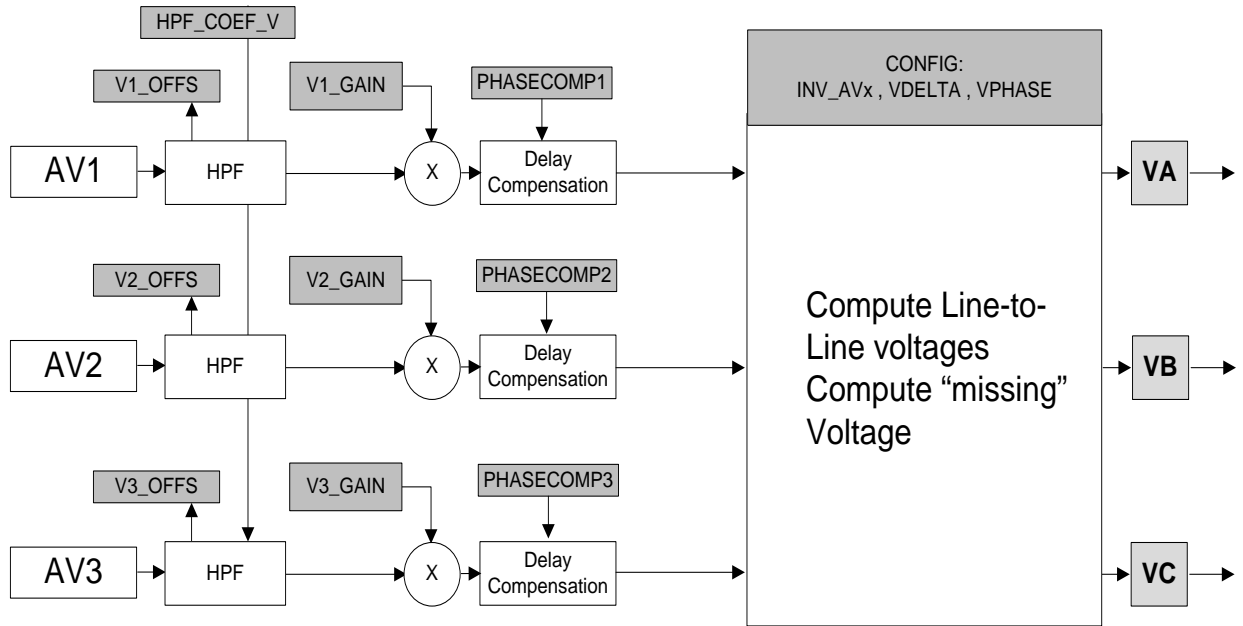 HPF_COEF_V
CONFIG:
INV_AVx , VDELTA , VPHASE
V1_OFFS
V1_GAIN
PHASECOMP1
AV1
HPF
X
Delay
Compensation
VA
V2_OFFS
V2_GAIN
PHASECOMP2
AV2
HPF
X
Delay
Compensation
Compute Line-to-
Line voltages
Compute “missing”
Voltage
VB
V3_OFFS
V3_GAIN
PHASECOMP3
AV3
HPF
X
Delay
Compensation
VC